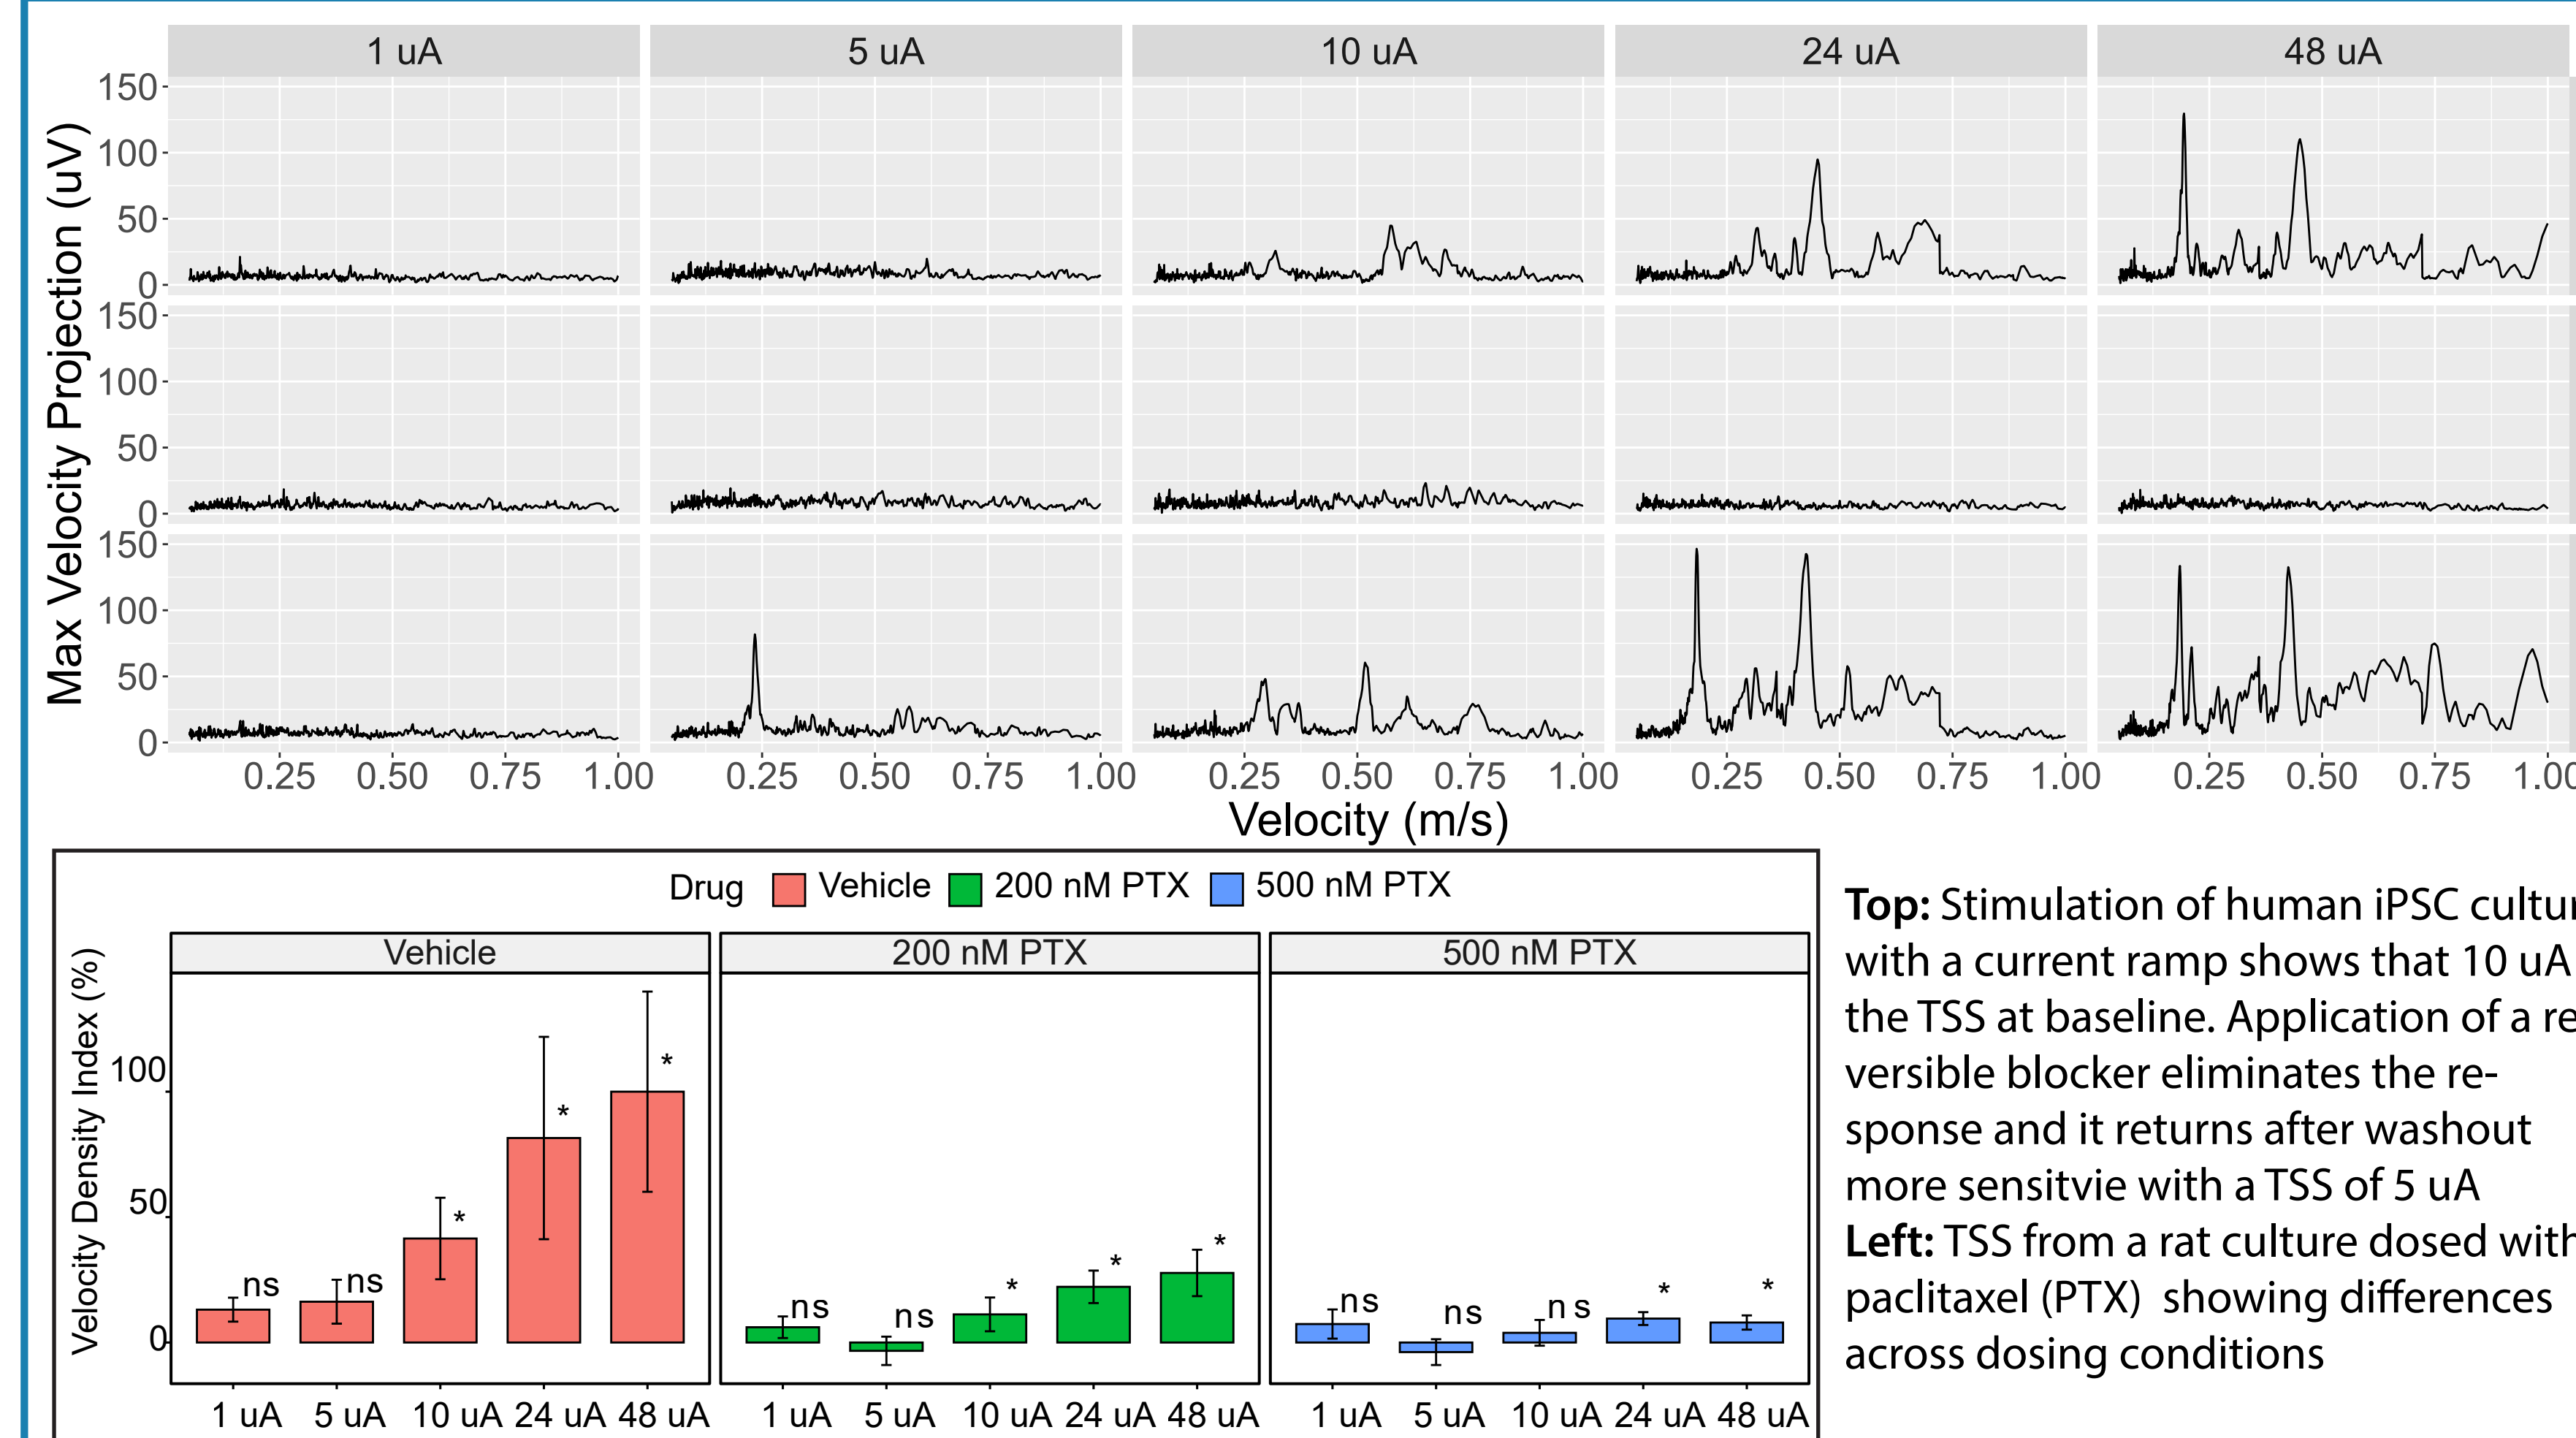 1 uA 5 uA 10 uA 24 uA 48 uA
Max Velocity Projection (uV)
150
100
50
0
150
100
50
0
150
100
50
0
0.25 0.50 0.75 1.00 0.25 0.50 0.75 1.00 0.25 0.50 0.75 1.00 0.25 0.50 0.75 1.00 0.25 0.50 0.75 1.00
Velocity (m/s)
Drug Vehicle 200 nM PTX 500 nM PTX
Vehicle 200 nM PTX 500 nM PTX
Velocity Density Index (%)
100
50
0
ns ns * * *
ns ns * * *
ns ns ns * *
1 uA 5 uA 10 uA 24 uA 48 uA 1 uA 5 uA 10 uA 24 uA 48 uA 1 uA 5 uA 10 uA 24 uA 48 uA
Top: Stimulation of human iPSC
with a current ramp shows that 10 uA
the TSS at baseline. Application of a re
versible blocker eliminates the re-
sponse and it returns after washout
more sensitvie with a TSS of 5 uA
Left: TSS from a rat culture dosed with
paclitaxel (PTX) showing differences
across dosing conditions